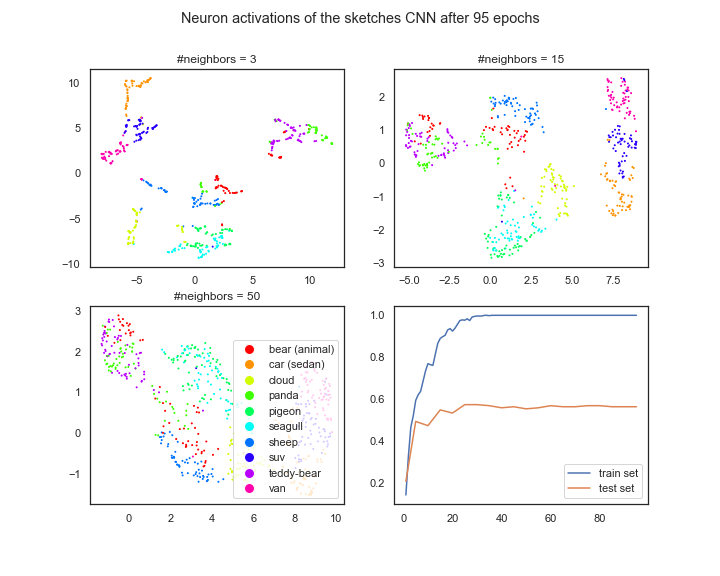 Neuron activations of the sketches CNN after 95 epochs
#neighbors = 3
10
5
0
−5
−10
−5
0
5
10
#neighbors = 15
2
1
0
−1
−2
−3
−5.0
−2.5
0.0
2.5
5.0
7.5
#neighbors = 50
3
2
1
0
−1
0
2
4
6
8
10
bear (animal)
car (sedan)
cloud
panda
pigeon
seagull
sheep
suv
teddy-bear
van
1.0
0.8
0.6
0.4
0.2
0
20
40
60
80
train set
test set